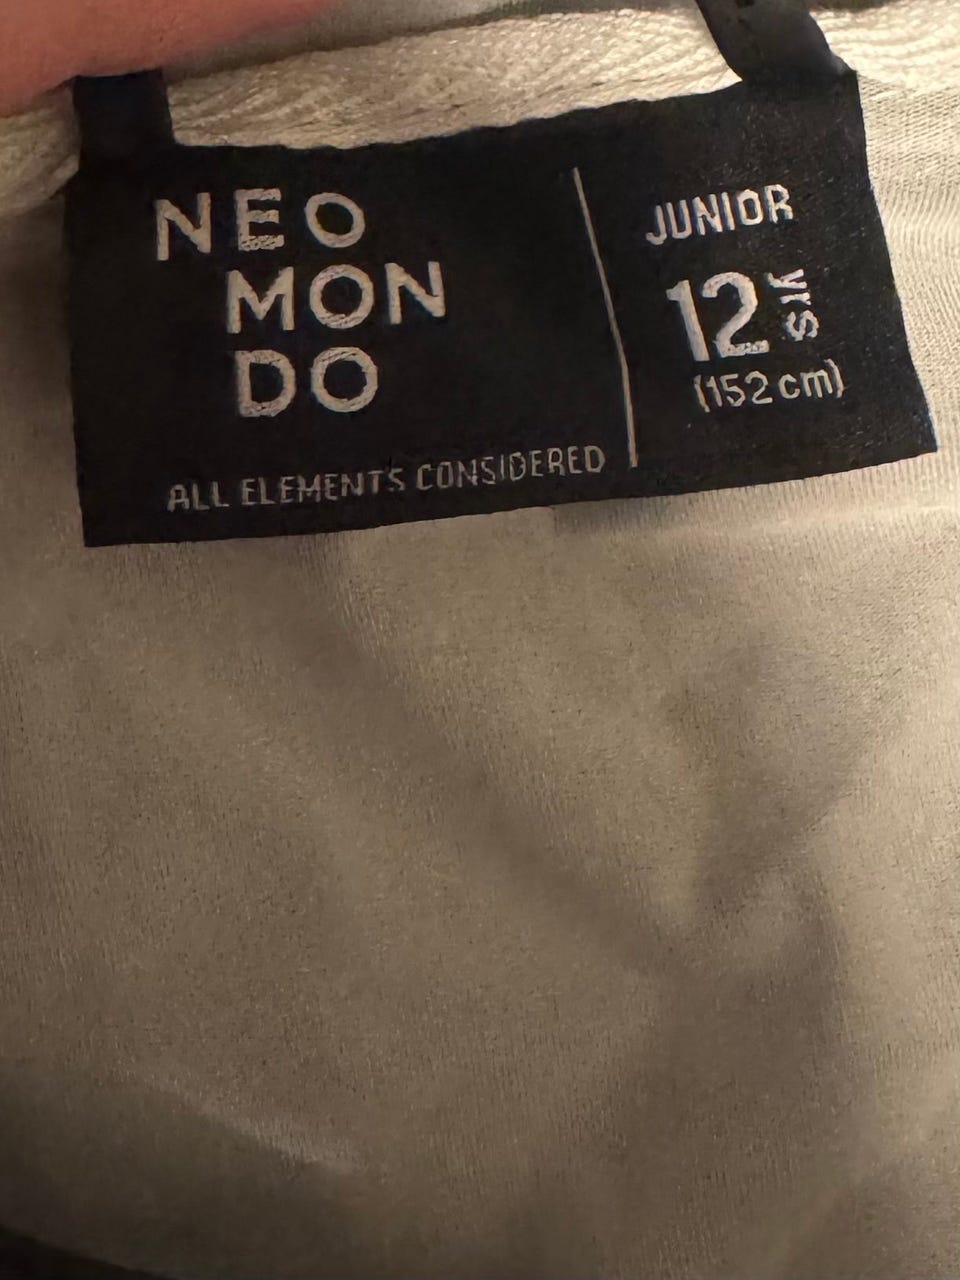 NEO
MON
DO
ALL ELEMENTS CONSIDERED
JUNIOR
12 yrs
(152 cm)